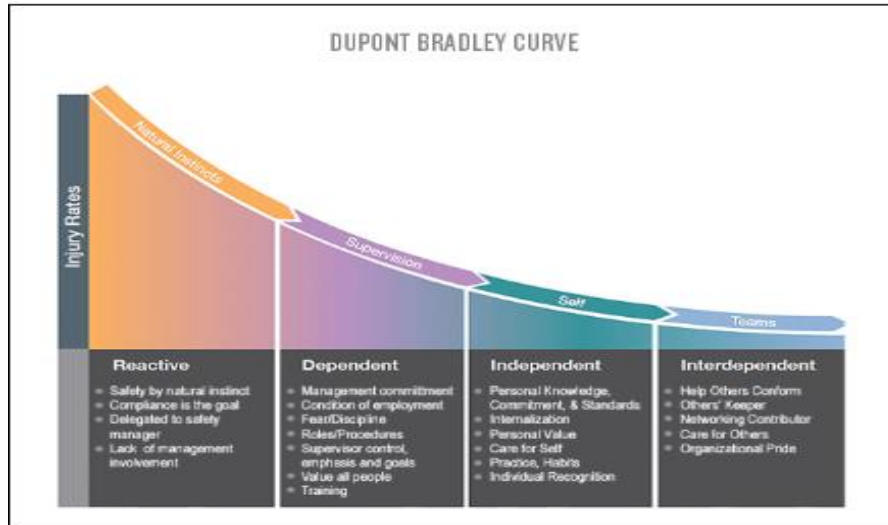 DUPONT BRADLEY CURVE
Injury Rates
Natural Instincts
Supervision
Self
Teams
Reactive
Safety by natural instinct
Compliance is the goal
Delegated to safety
manager
Lack of management
involvement
Dependent
Management committment
Condition of employment
Fear/Discipline
Roles/Procedures
Supervisor control,
emphasis and goals
Value all people
Training
Independent
Personal Knowledge,
Commitment, & Standards
Internalization
Personal Value
Care for Self
Practice, Habits
Individual Recognition
Interdependent
Help Others Conform
Others' Keeper
Networking Contributor
Care for Others
Organizational Pride